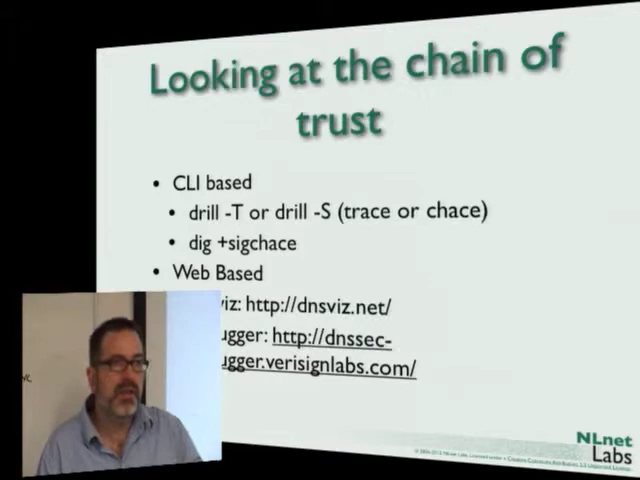 Looking at the chain of
trust
• CLI based
• drill -T or drill -S (trace or chace)
• dig +sigchace
• Web Based
viz: http://dnsviz.net/
ugger: http://dnssec-
ugger.verisignlabs.com/
NLnet
Labs